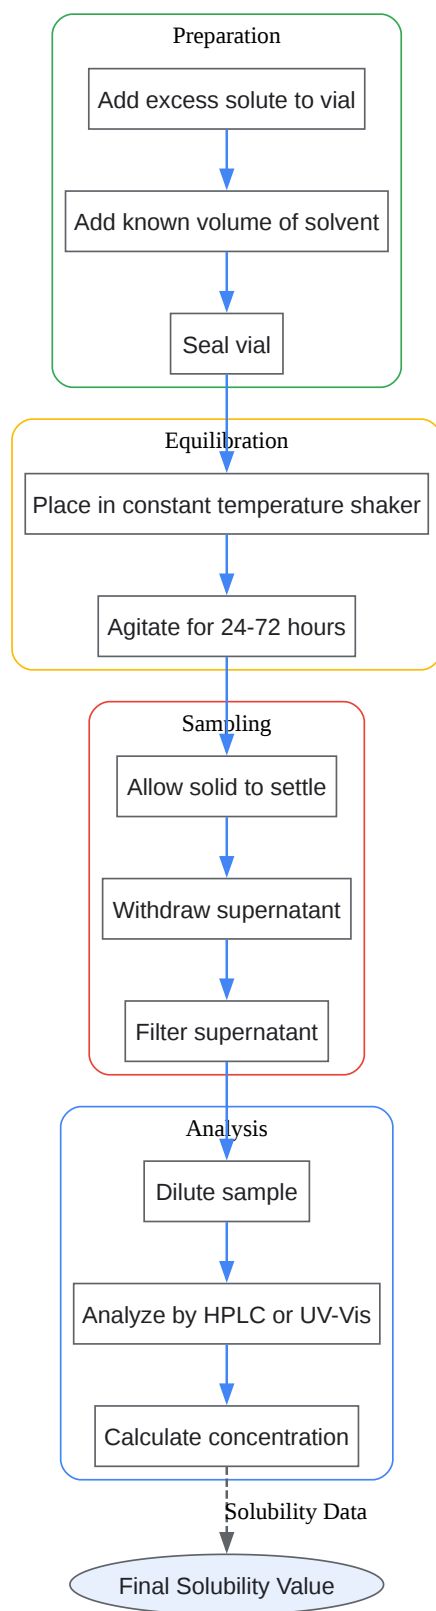 Preparation
Add excess solute to vial
Add known volume of solvent
Seal vial
Equilibration
Place in constant temperature shaker
Agitate for 24-72 hours
Sampling
Allow solid to settle
Withdraw supernatant
Filter supernatant
Analysis
Dilute sample
Analyze by HPLC or UV-Vis
Calculate concentration
Solubility Data
Final Solubility Value